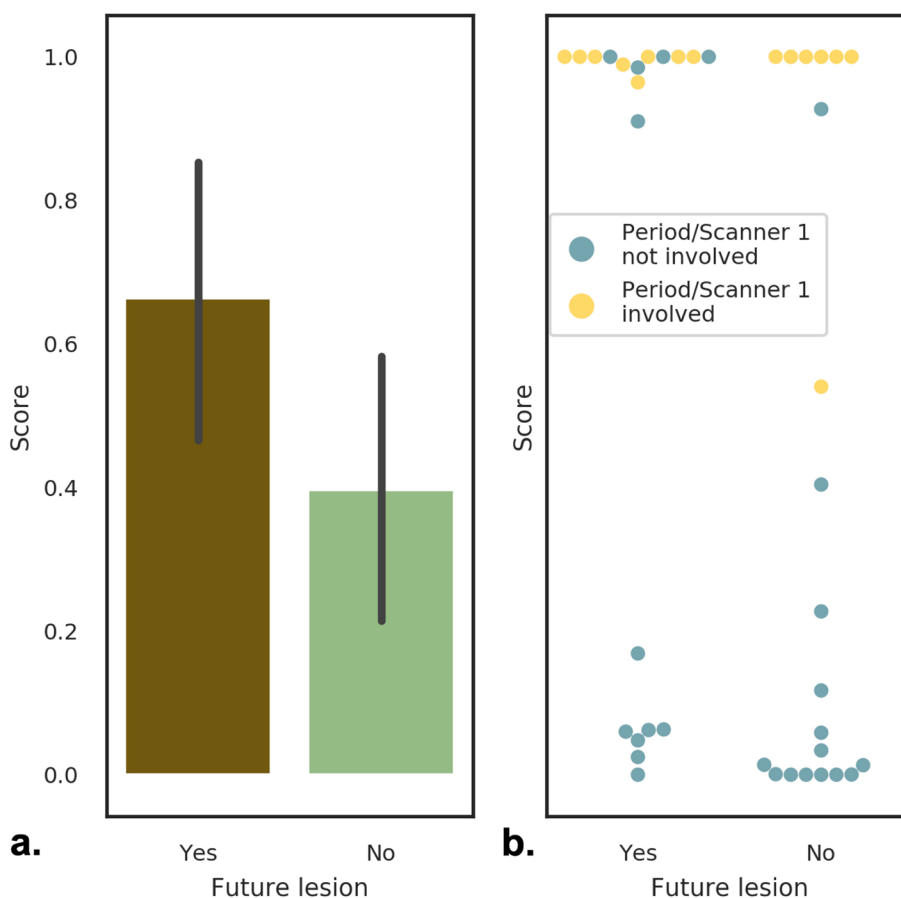 1.0
0.8
0.6
0.4
0.2
0.0
Score
Yes
No
Future lesion
a.
Score
Period/Scanner 1
not involved
Period/Scanner 1
involved
Yes
No
Future lesion
b.